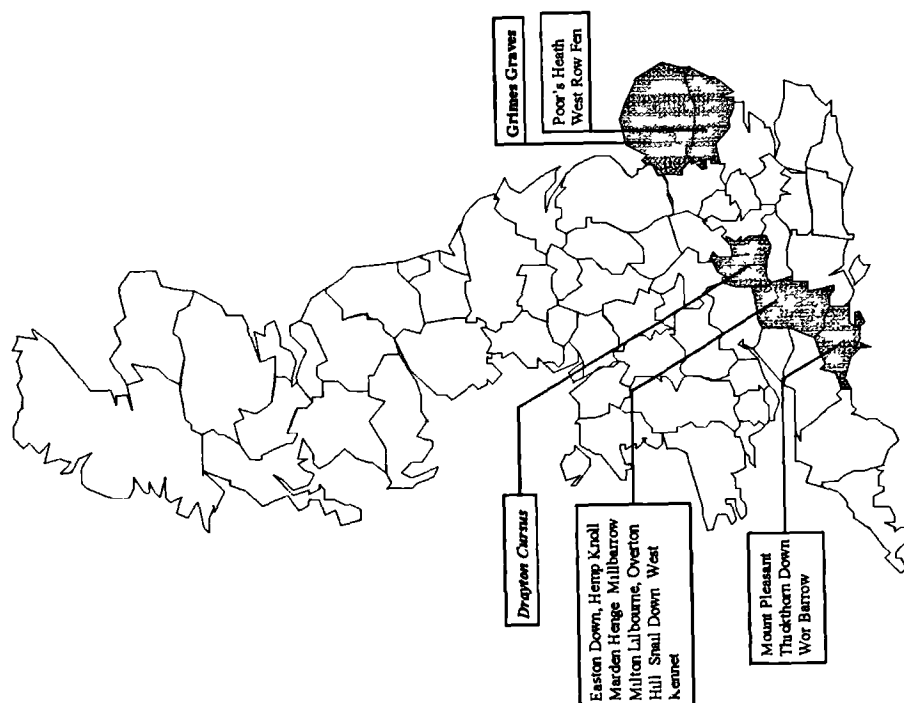 Grimes Graves
Poor's Heath
West Row Fen
Drayton Cursus
Easton Down, Hemp Knoll
Marden Henge Millbarrow
Milton Lilbourne, Overton
Hill Snail Down West
Kennet
Mount Pleasant
Thickthorn Down
Wor Barrow